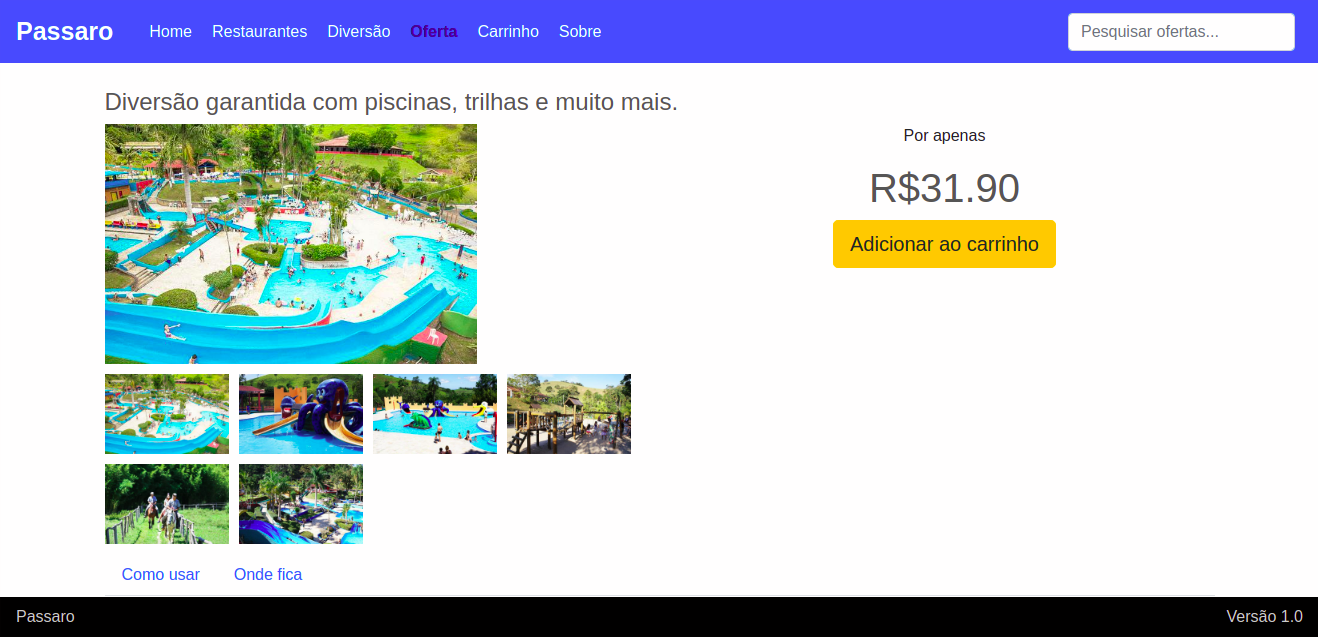 Passaro Home Restaurantes Diversão Oferta Carrinho Sobre Pesquisar ofertas...
Diversão garantida com piscinas, trilhas e muito mais.
Por apenas
R$31.90
Adicionar ao carrinho
Como usar Onde fica
Passaro Versão 1.0